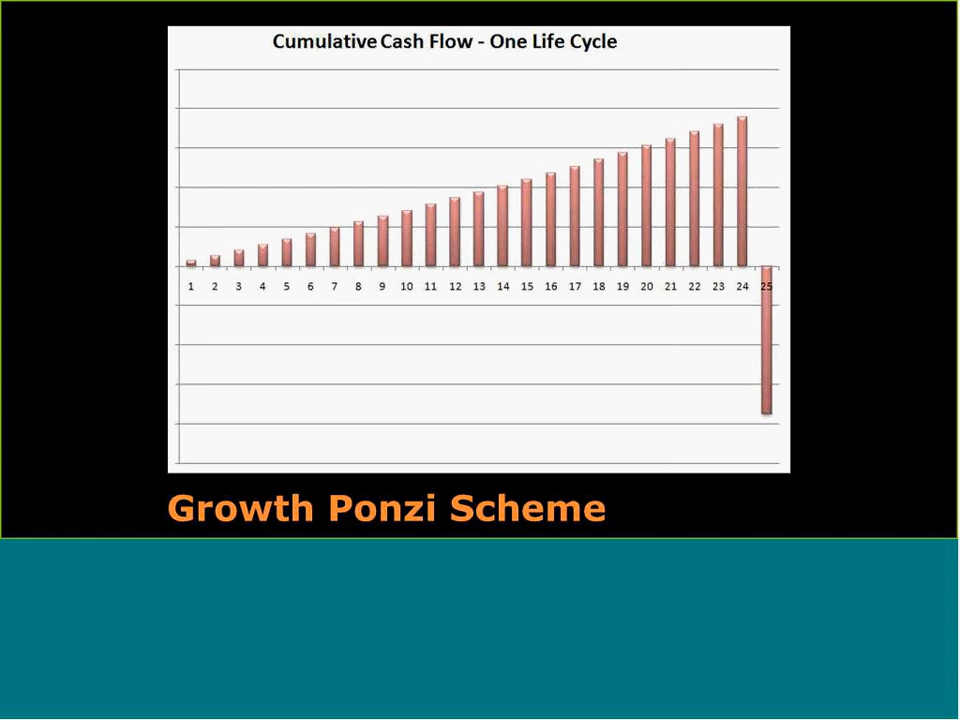 Cumulative Cash Flow - One Life Cycle
1 2 3 4 5 6 7 8 9 10 11 12 13 14 15 16 17 18 19 20 21 22 23 24 25
Growth Ponzi Scheme